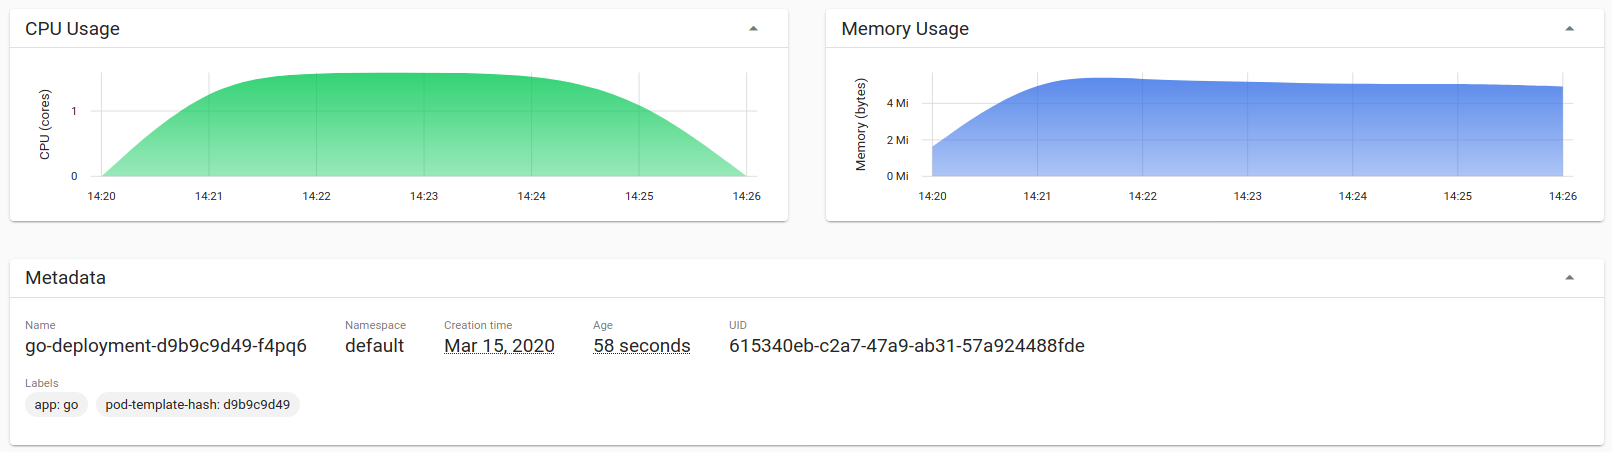 CPU Usage
CPU (cores)
1
0
14:20 14:21 14:22 14:23 14:24 14:25 14:26
Memory Usage
Memory (bytes)
4 Mi
2 Mi
0 Mi
14:20 14:21 14:22 14:23 14:24 14:25 14:26
Metadata
Name Namespace Creation time Age UID
go-deployment-d9b9c9d49-f4pq6 default Mar 15, 2020 58 seconds 615340eb-c2a7-47a9-ab31-57a924488fde
Labels
app: go pod-template-hash: d9b9c9d49